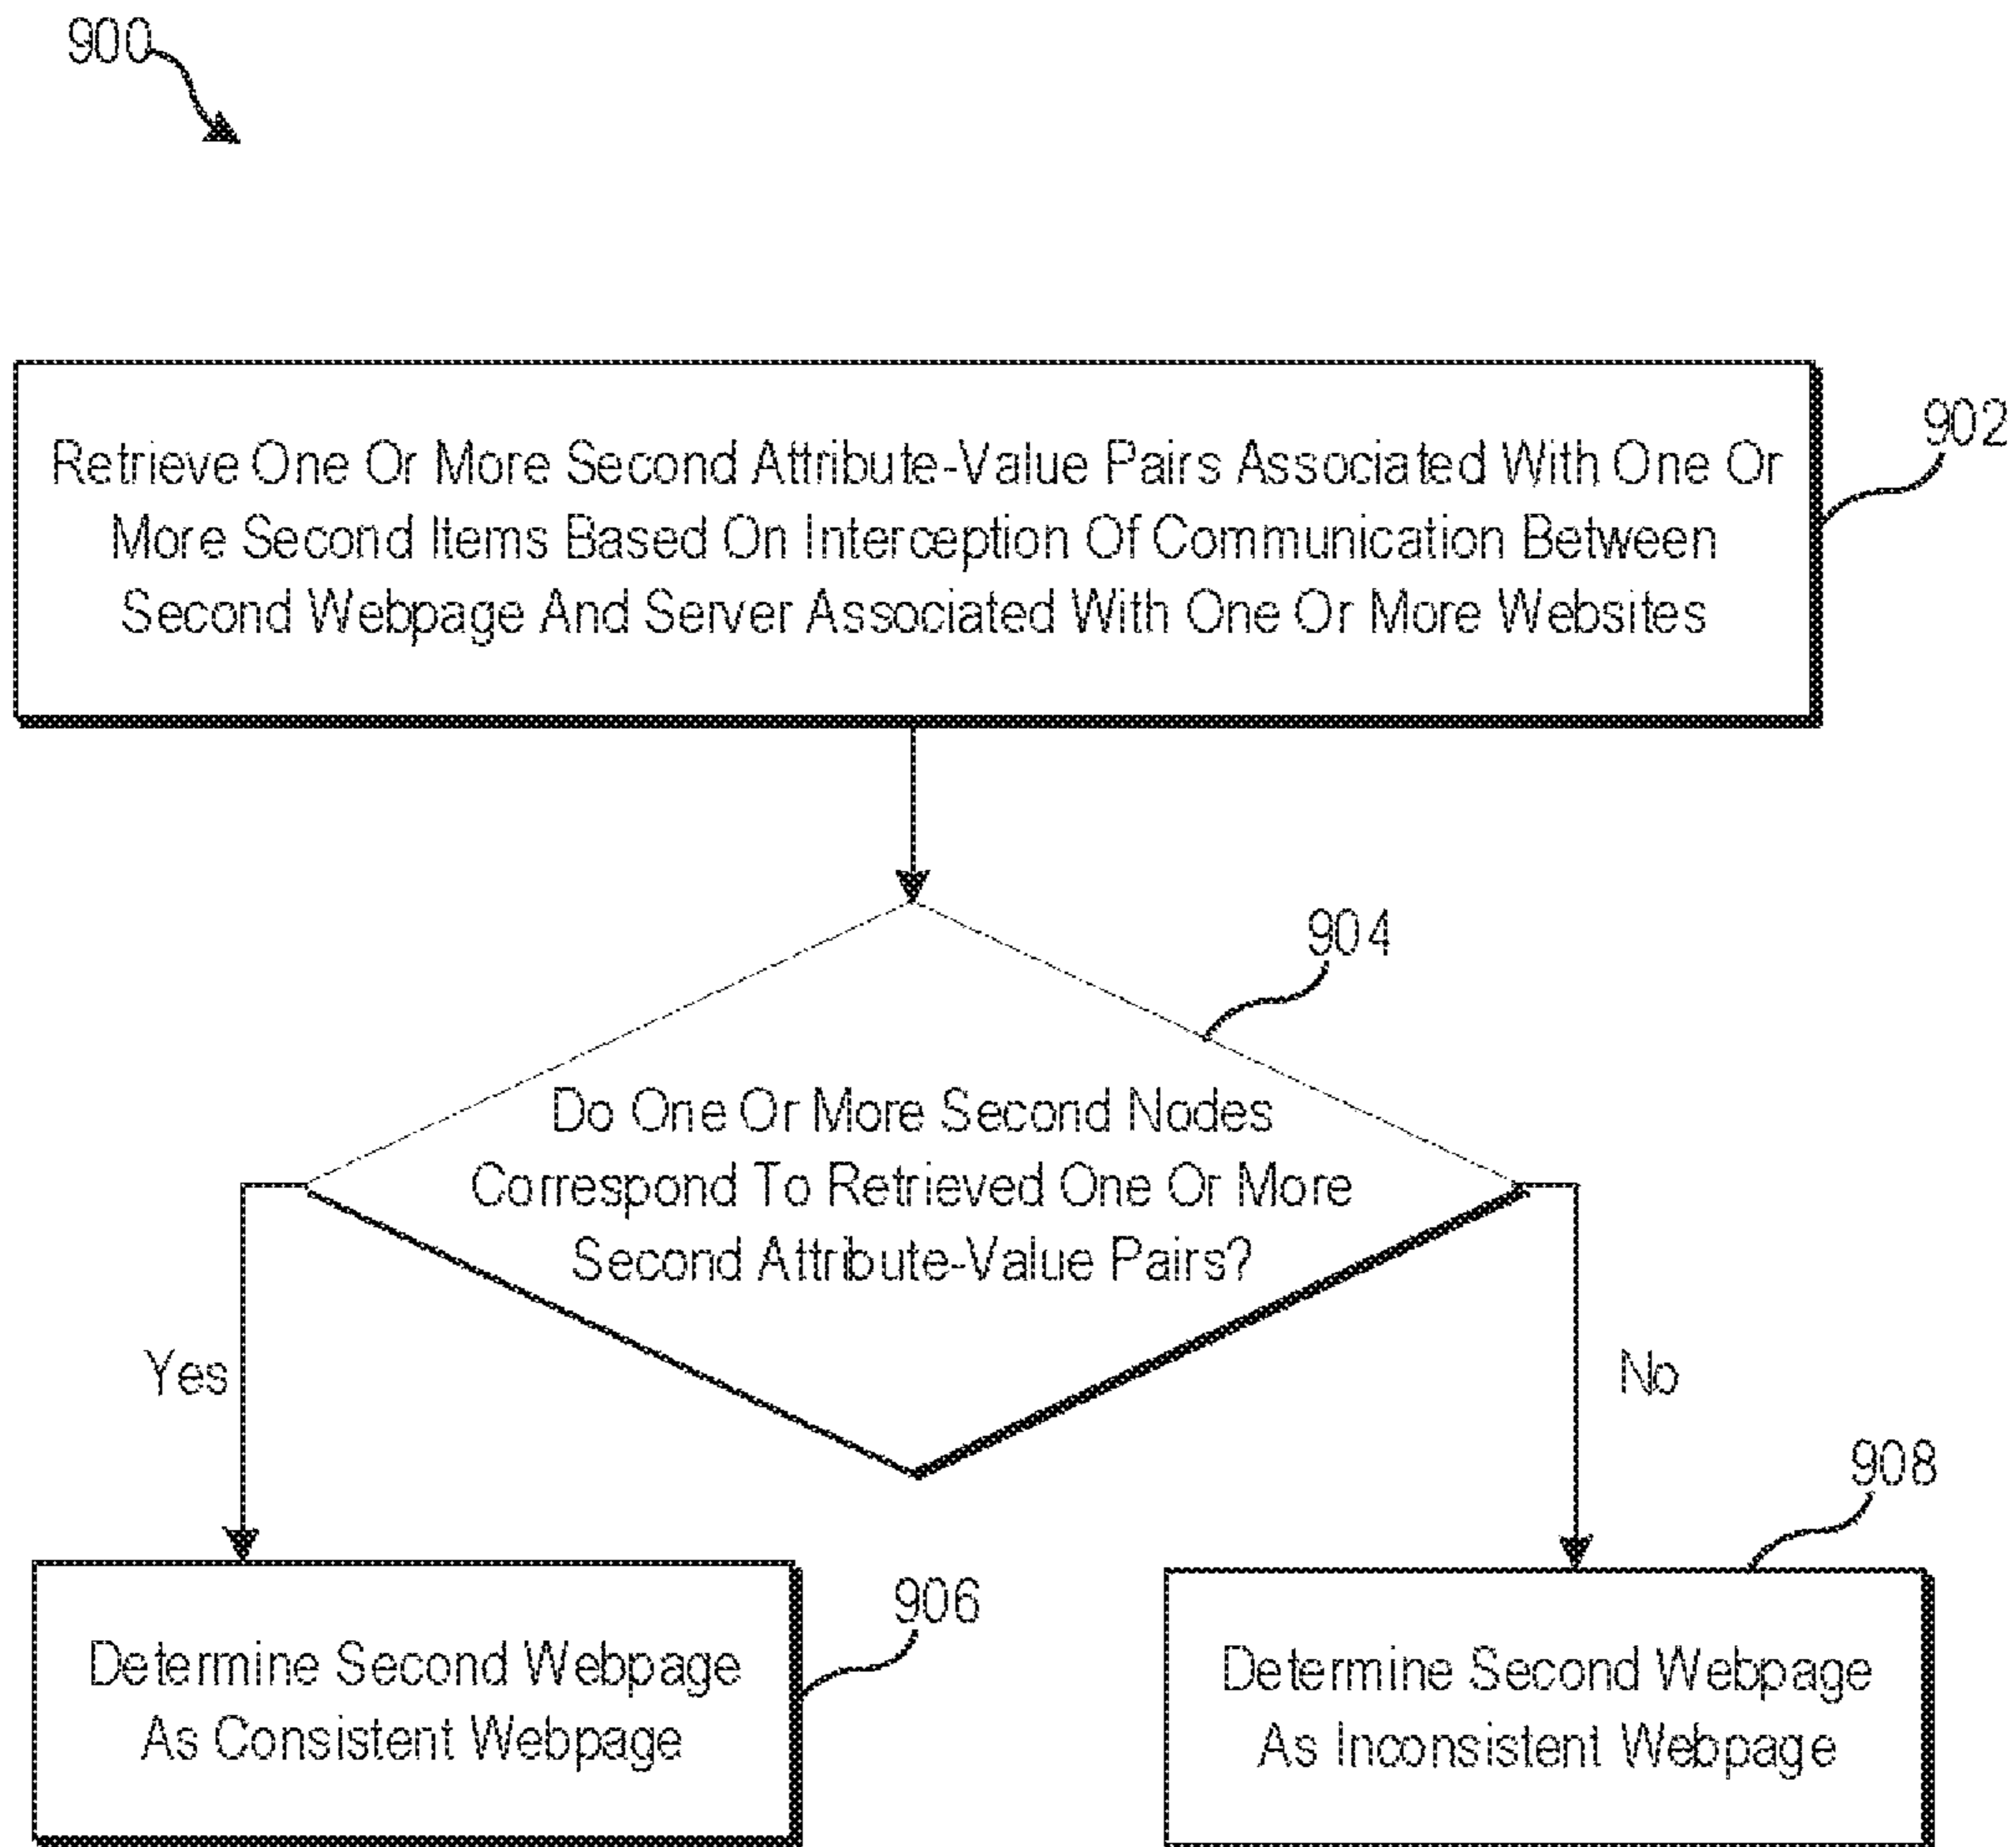 900
Retrieve One Or More Second Attribute-Value Pairs Associated With One Or
More Second Items Based On Interception Of Communication Between
Second Webpage And Server Associated With One Or More Websites
902
904
Do One Or More Second Nodes
Correspond To Retrieved One Or More
Second Attribute-Value Pairs?
Yes
No
906
908
Determine Second Webpage
As Consistent Webpage
Determine Second Webpage
As Inconsistent Webpage